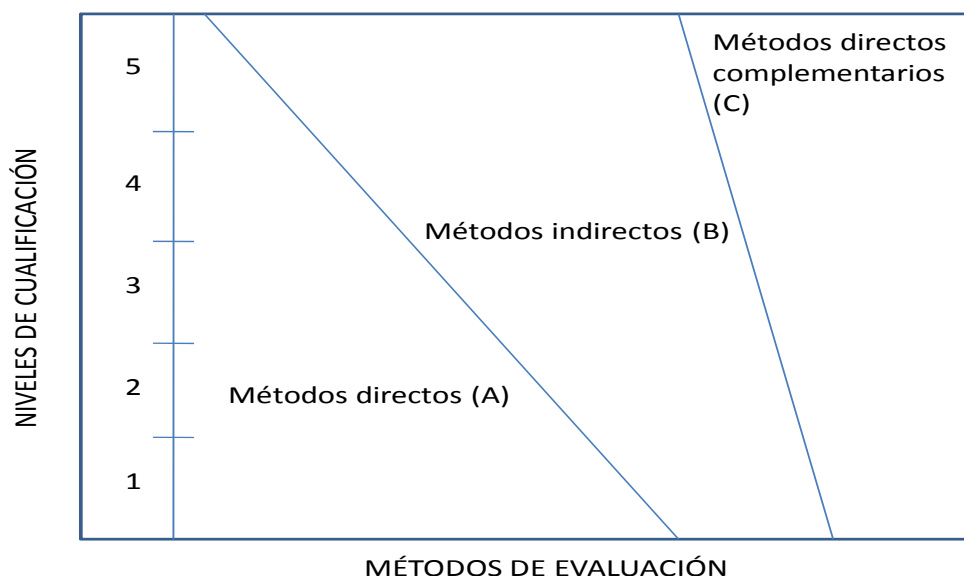 NIVELES DE CUALIFICACIÓN
5
4
3
2
1
Métodos directos
complementarios
(C)
Métodos indirectos (B)
Métodos directos (A)
MÉTODOS DE EVALUACIÓN